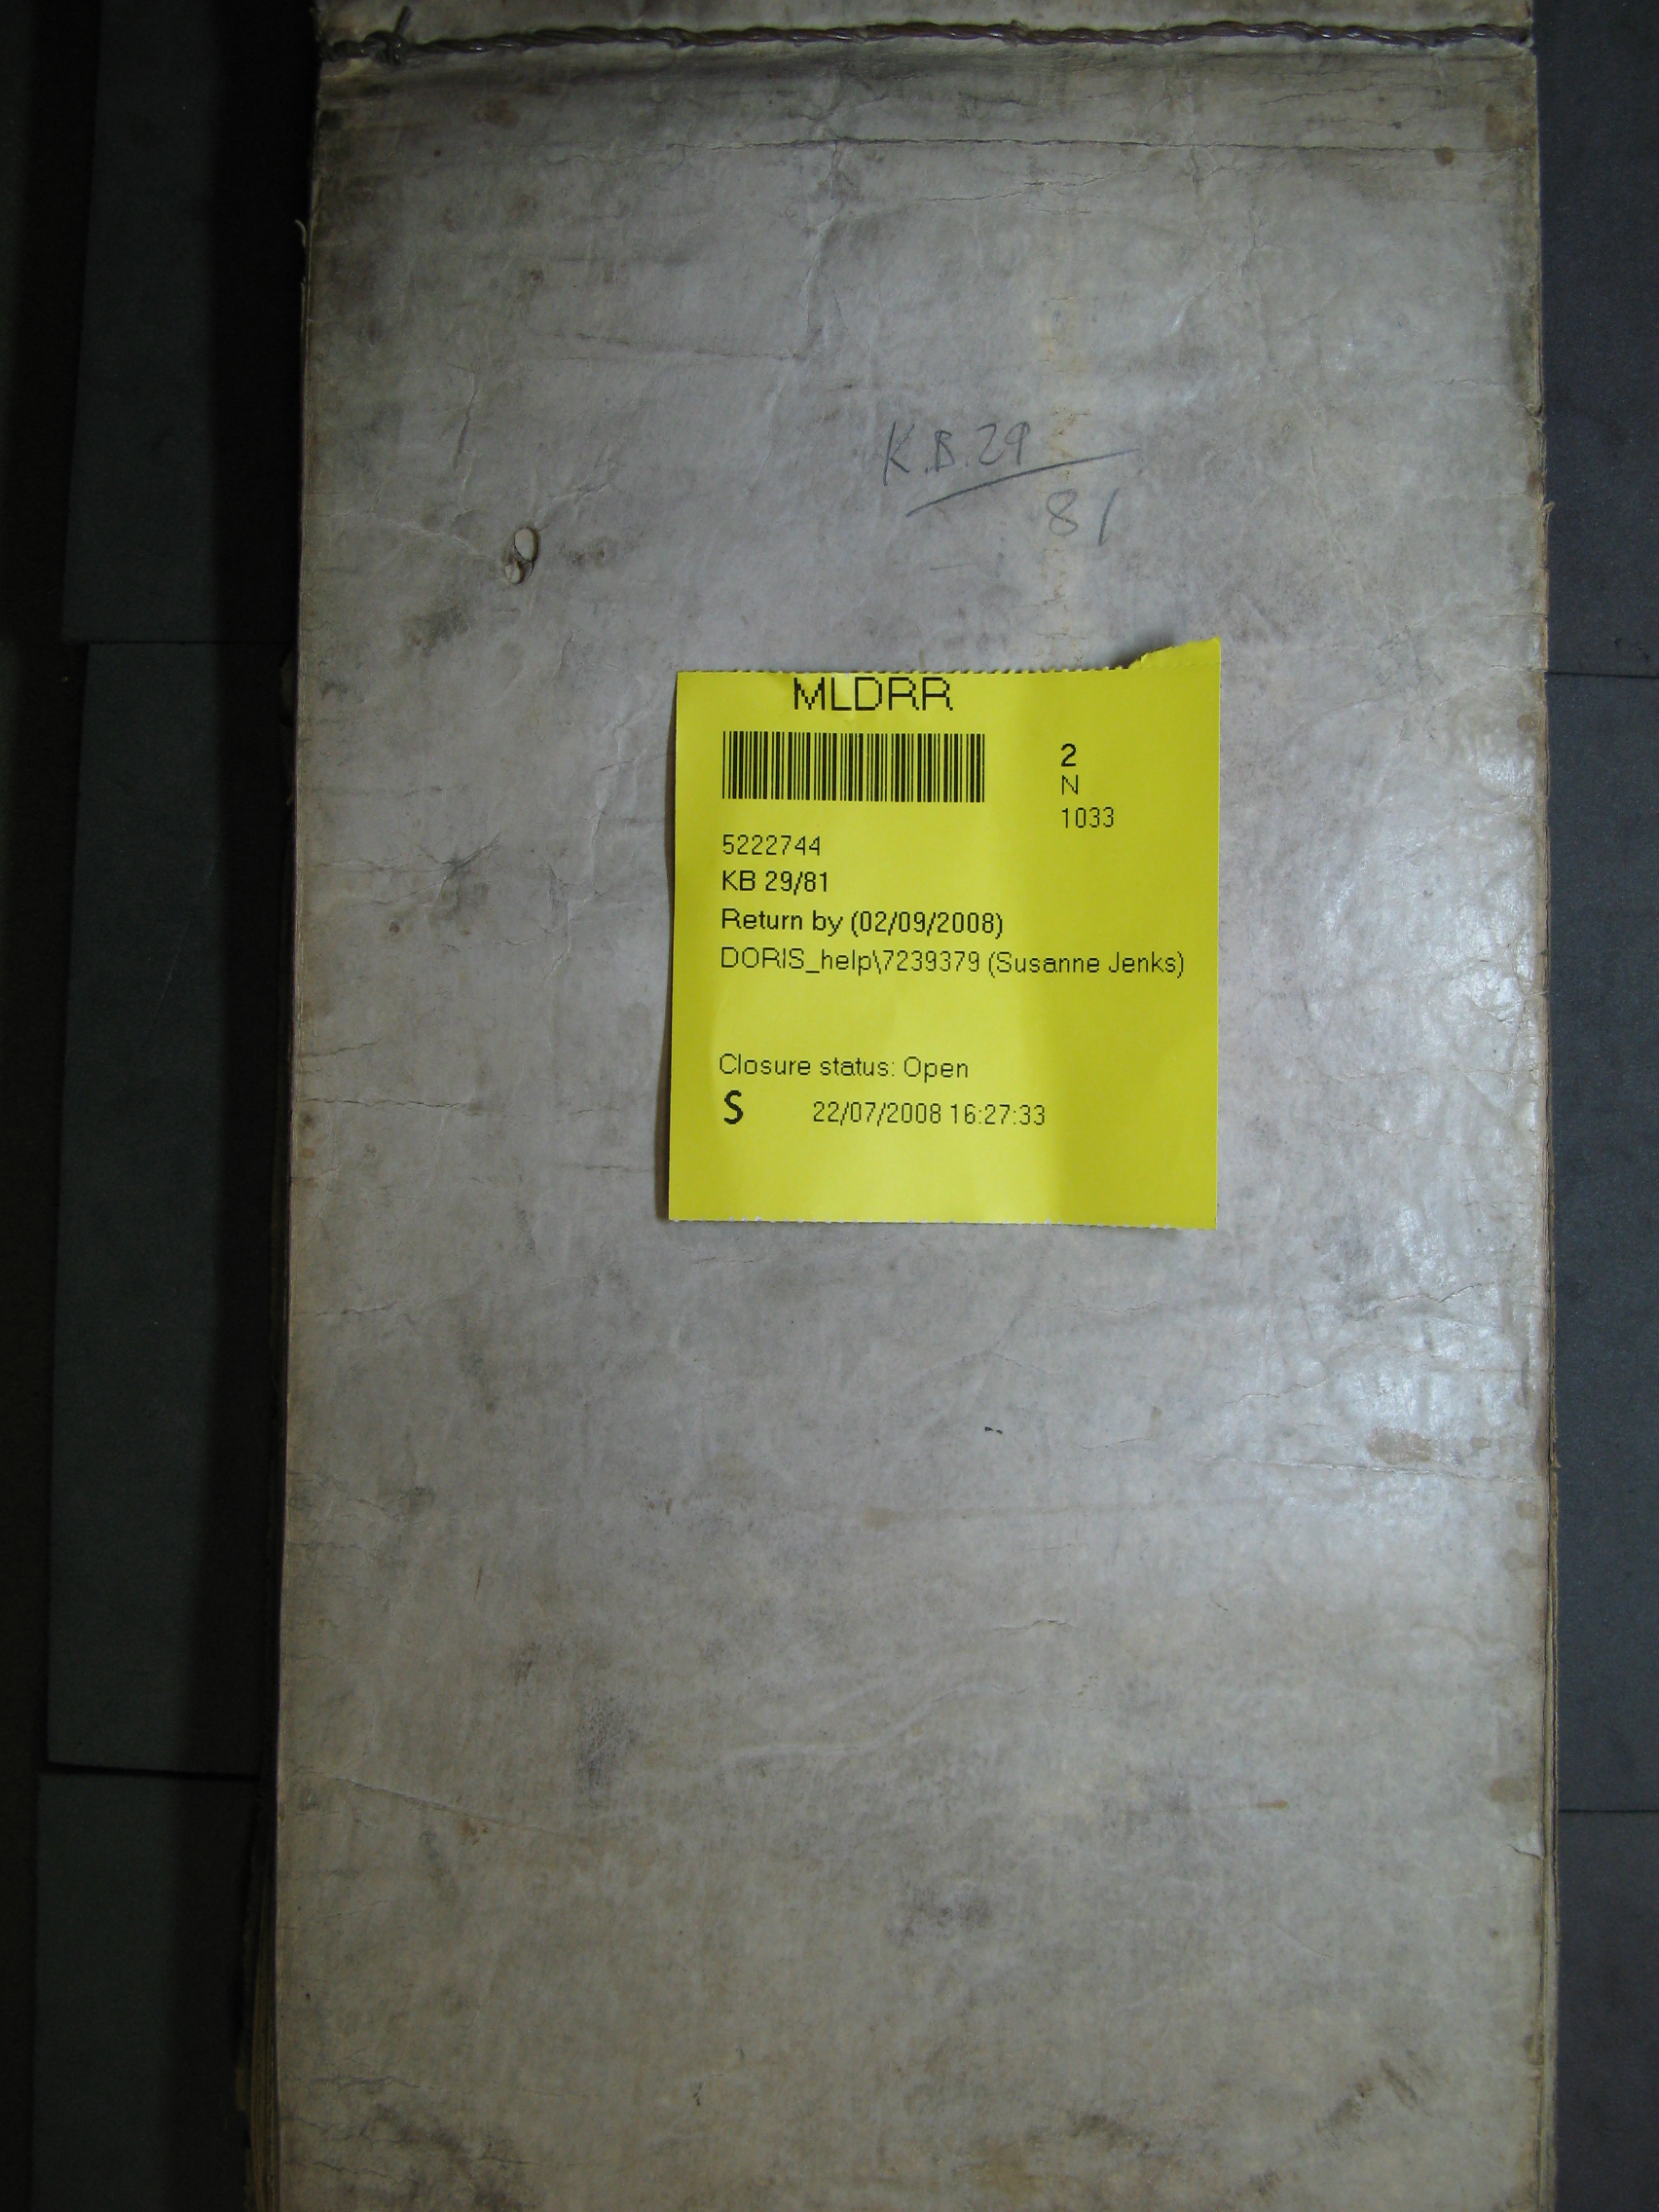 K.B.29
81
MLDRR
2
N
1033
5222744
KB 29/81
Return by (02/09/2008)
DORIS_help\7239379 (Susanne Jenks)
Closure status: Open
S 22/07/2008 16:27:33